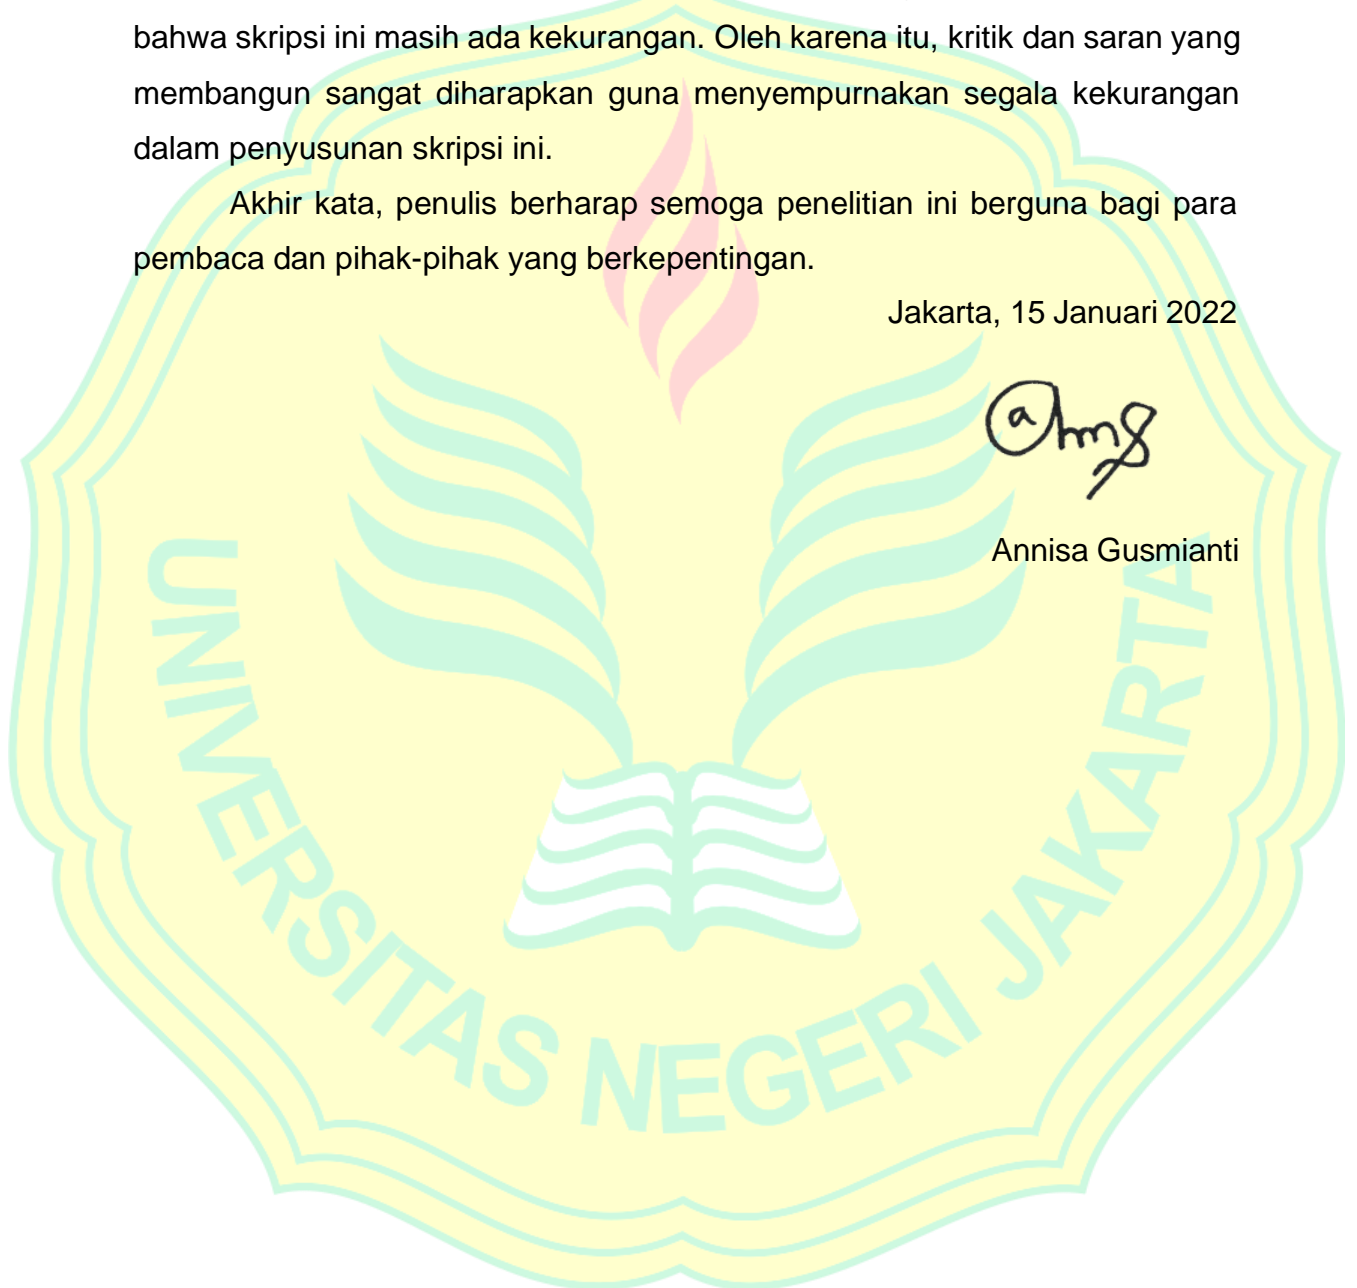 bahwa skripsi ini masih ada kekurangan. Oleh karena itu, kritik dan saran yang
membangun sangat diharapkan guna menyempurnakan segala kekurangan
dalam penyusunan skripsi ini.
Akhir kata, penulis berharap semoga penelitian ini berguna bagi para
pembaca dan pihak-pihak yang berkepentingan.
Jakarta, 15 Januari 2022
Annisa Gusmianti
UNIVERSITAS NEGERI JAKARTA